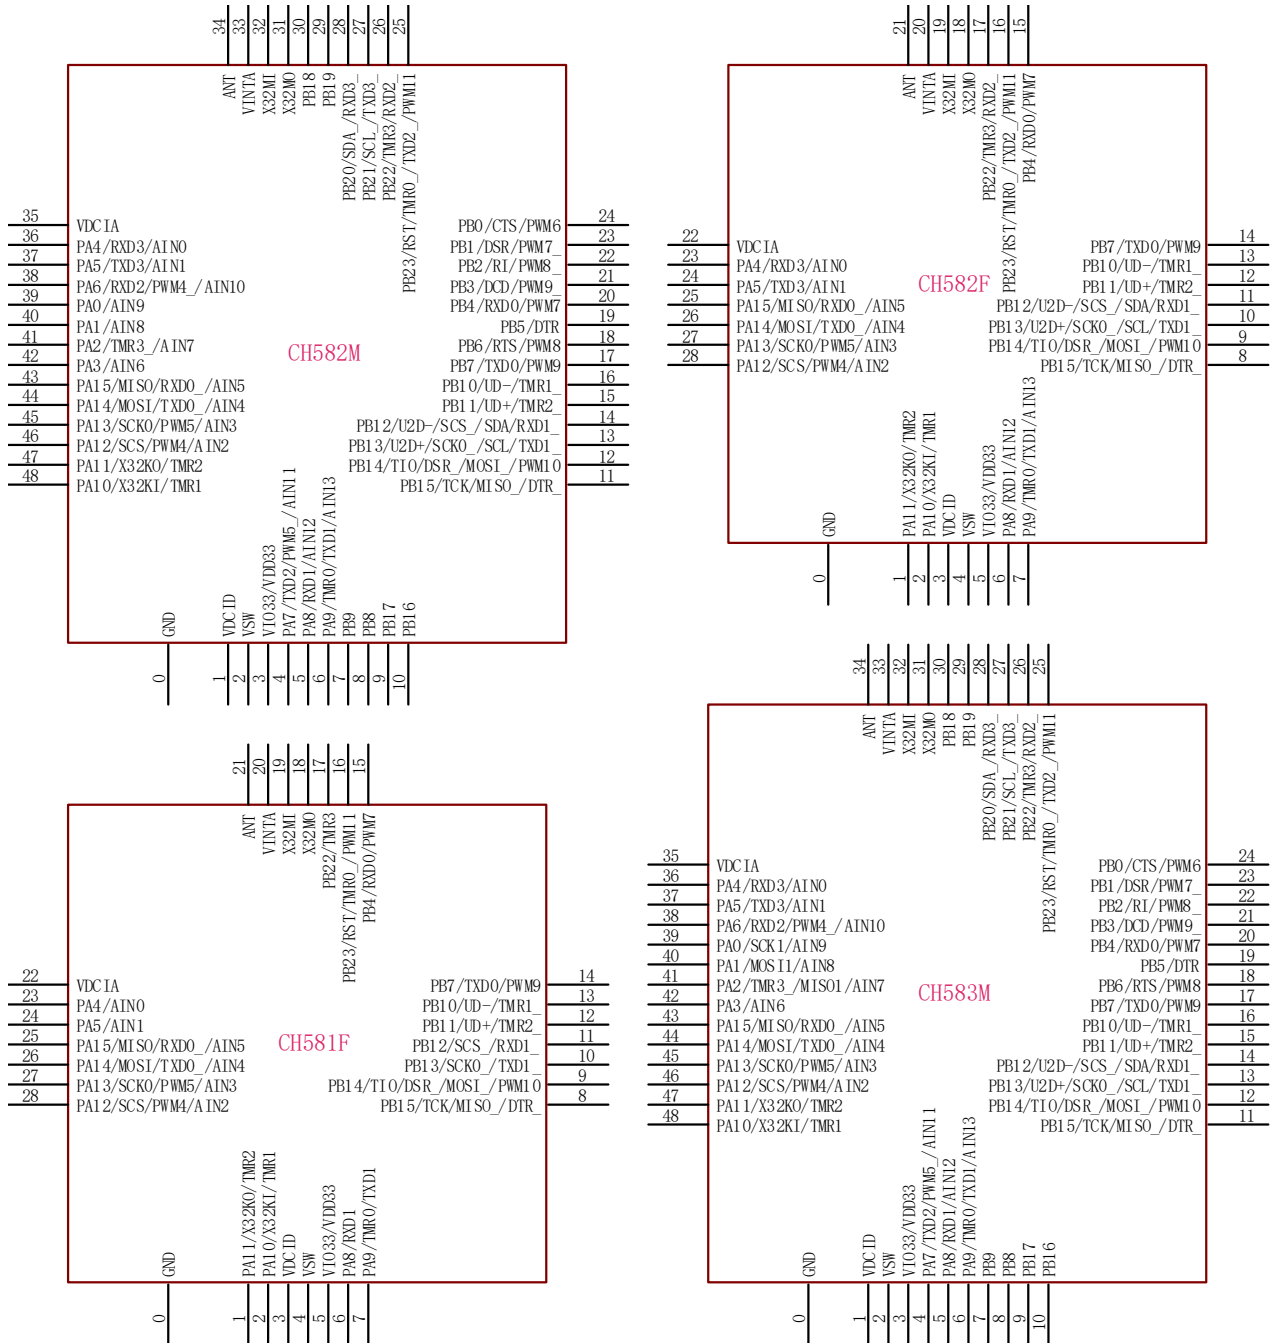 34 33 32 31 30 29 28 27 26 25
ANT
VINTA
X32MI
X32MO
PB18
PB19
PB20/SDA_/RXD3_
PB21/SCL_/TXD3_
PB22/TMR3/RXD2_
PB23/RST/TMR0_/TXD2_/PWM11
35 VDCIA
36 PA4/RXD3/AIN0
37 PA5/TXD3/AIN1
38 PA6/RXD2/PWM4_/AIN10
39 PA0/AIN9
40 PA1/AIN8
41 PA2/TMR3_/AIN7
42 PA3/AIN6
43 PA15/MISO/RXD0_/AIN5
44 PA14/MOSI/TXD0_/AIN4
45 PA13/SCK0/PWM5/AIN3
46 PA12/SCS/PWM4/AIN2
47 PA11/X32KO/TMR2
48 PA10/X32KI/TMR1
CH582M
PB0/CTS/PWM6 24
PB1/DSR/PWM7_ 23
PB2/RI/PWM8_ 22
PB3/DCD/PWM9_ 21
PB4/RXD0/PWM7 20
PB5/DTR 19
PB6/RTS/PWM8 18
PB7/TXD0/PWM9 17
PB10/UD-/TMR1_ 16
PB11/UD+/TMR2_ 15
PB12/U2D-/SCS_/SDA/RXD1_ 14
PB13/U2D+/SCK0_/SCL/TXD1_ 13
PB14/TIO/DSR_/MOSI_/PWM10 12
PB15/TCK/MISO_/DTR_ 11
GND
VDCID
VSW
VIO33/VDD33
PA7/TXD2/PWM5_/AIN11
PA8/RXD1/AIN12
PA9/TMR0/TXD1/AIN13
PB9
PB8
PB17
PB16
0 1 2 3 4 5 6 7 8 9 10
21 20 19 18 17 16 15
ANT
VINTA
X32MI
X32MO
PB22/TMR3/RXD2_
PB23/RST/TMR0_/TXD2_/PWM11
PB4/RXD0/PWM7
22 VDCIA
23 PA4/RXD3/AIN0
24 PA5/TXD3/AIN1
25 PA15/MISO/RXD0_/AIN5
26 PA14/MOSI/TXD0_/AIN4
27 PA13/SCK0/PWM5/AIN3
28 PA12/SCS/PWM4/AIN2
CH582F
PB7/TXD0/PWM9 14
PB10/UD-/TMR1_ 13
PB11/UD+/TMR2_ 12
PB12/U2D-/SCS_/SDA/RXD1_ 11
PB13/U2D+/SCK0_/SCL/TXD1_ 10
PB14/TIO/DSR_/MOSI_/PWM10 9
PB15/TCK/MISO_/DTR_ 8
GND
PA11/X32KO/TMR2
PA10/X32KI/TMR1
VDCID
VSW
VIO33/VDD33
PA8/RXD1/AIN12
PA9/TMR0/TXD1/AIN13
0 1 2 3 4 5 6 7
21 20 19 18 17 16 15
ANT
VINTA
X32MI
X32MO
PB22/TMR3
PB23/RST/TMR0_/PWM11
PB4/RXD0/PWM7
22 VDCIA
23 PA4/AIN0
24 PA5/AIN1
25 PA15/MISO/RXD0_/AIN5
26 PA14/MOSI/TXD0_/AIN4
27 PA13/SCK0/PWM5/AIN3
28 PA12/SCS/PWM4/AIN2
CH581F
PB7/TXD0/PWM9 14
PB10/UD-/TMR1_ 13
PB11/UD+/TMR2_ 12
PB12/SCS_/RXD1_ 11
PB13/SCK0_/TXD1_ 10
PB14/TIO/DSR_/MOSI_/PWM10 9
PB15/TCK/MISO_/DTR_ 8
GND
PA11/X32KO/TMR2
PA10/X32KI/TMR1
VDCID
VSW
VIO33/VDD33
PA8/RXD1
PA9/TMR0/TXD1
0 1 2 3 4 5 6 7
34 33 32 31 30 29 28 27 26 25
ANT
VINTA
X32MI
X32MO
PB18
PB19
PB20/SDA_/RXD3_
PB21/SCL_/TXD3_
PB22/TMR3/RXD2_
PB23/RST/TMR0_/TXD2_/PWM11
35 VDCIA
36 PA4/RXD3/AIN0
37 PA5/TXD3/AIN1
38 PA6/RXD2/PWM4_/AIN10
39 PA0/SCK1/AIN9
40 PA1/MOSI1/AIN8
41 PA2/TMR3_/MISO1/AIN7
42 PA3/AIN6
43 PA15/MISO/RXD0_/AIN5
44 PA14/MOSI/TXD0_/AIN4
45 PA13/SCK0/PWM5/AIN3
46 PA12/SCS/PWM4/AIN2
47 PA11/X32KO/TMR2
48 PA10/X32KI/TMR1
CH583M
PB0/CTS/PWM6 24
PB1/DSR/PWM7_ 23
PB2/RI/PWM8_ 22
PB3/DCD/PWM9_ 21
PB4/RXD0/PWM7 20
PB5/DTR 19
PB6/RTS/PWM8 18
PB7/TXD0/PWM9 17
PB10/UD-/TMR1_ 16
PB11/UD+/TMR2_ 15
PB12/U2D-/SCS_/SDA/RXD1_ 14
PB13/U2D+/SCK0_/SCL/TXD1_ 13
PB14/TIO/DSR_/MOSI_/PWM10 12
PB15/TCK/MISO_/DTR_ 11
GND
VDCID
VSW
VIO33/VDD33
PA7/TXD2/PWM5_/AIN11
PA8/RXD1/AIN12
PA9/TMR0/TXD1/AIN13
PB9
PB8
PB17
PB16
0 1 2 3 4 5 6 7 8 9 10